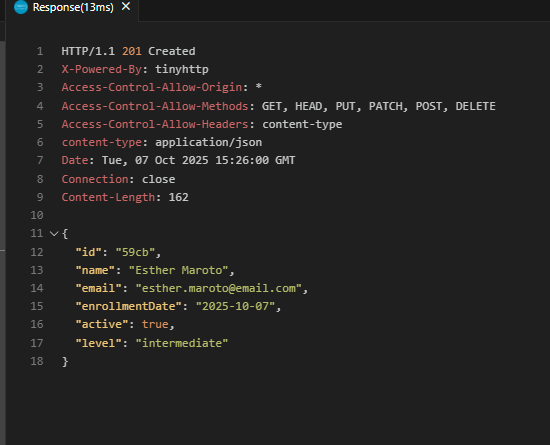 Response(13ms) ×
1 HTTP/1.1 201 Created
2 X-Powered-By: tinyhttp
3 Access-Control-Allow-Origin: *
4 Access-Control-Allow-Methods: GET, HEAD, PUT, PATCH, POST, DELETE
5 Access-Control-Allow-Headers: content-type
6 content-type: application/json
7 Date: Tue, 07 Oct 2025 15:26:00 GMT
8 Connection: close
9 Content-Length: 162
10
11 {
12   "id": "59cb",
13   "name": "Esther Maroto",
14   "email": "esther.maroto@email.com",
15   "enrollmentDate": "2025-10-07",
16   "active": true,
17   "level": "intermediate"
18 }